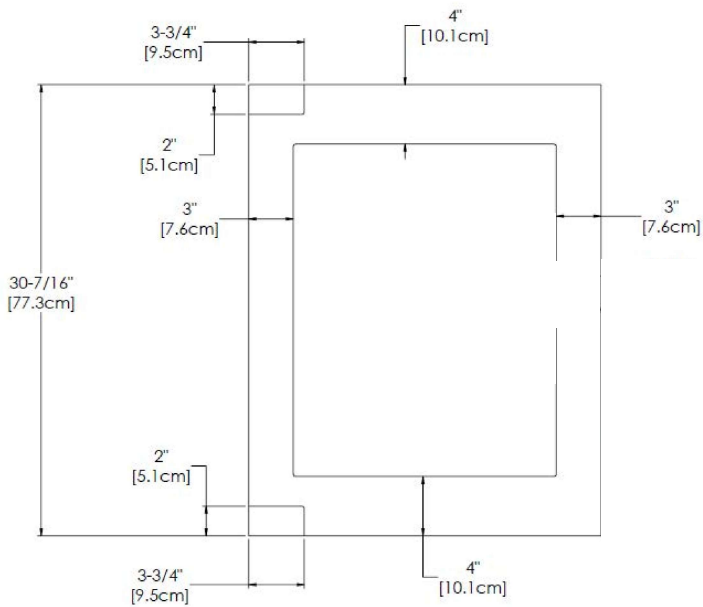 4"
[10.1cm]
3-3/4"
[9.5cm]
2"
[5.1cm]
3"
[7.6cm]
3"
[7.6cm]
30-7/16"
[77.3cm]
2"
[5.1cm]
3-3/4"
[9.5cm]
4"
[10.1cm]